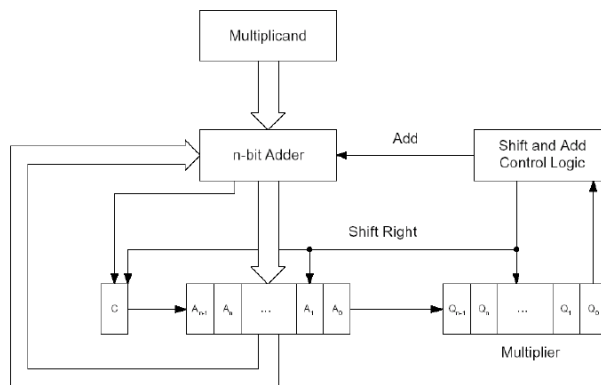 Multiplicand
n-bit Adder
Add
Shift and Add
Control Logic
Shift Right
C
Aₙ₋₁ Aₙ ... A₁ A₀
Qₙ₋₁ Qₙ ... Q₁ Q₀
Multiplier